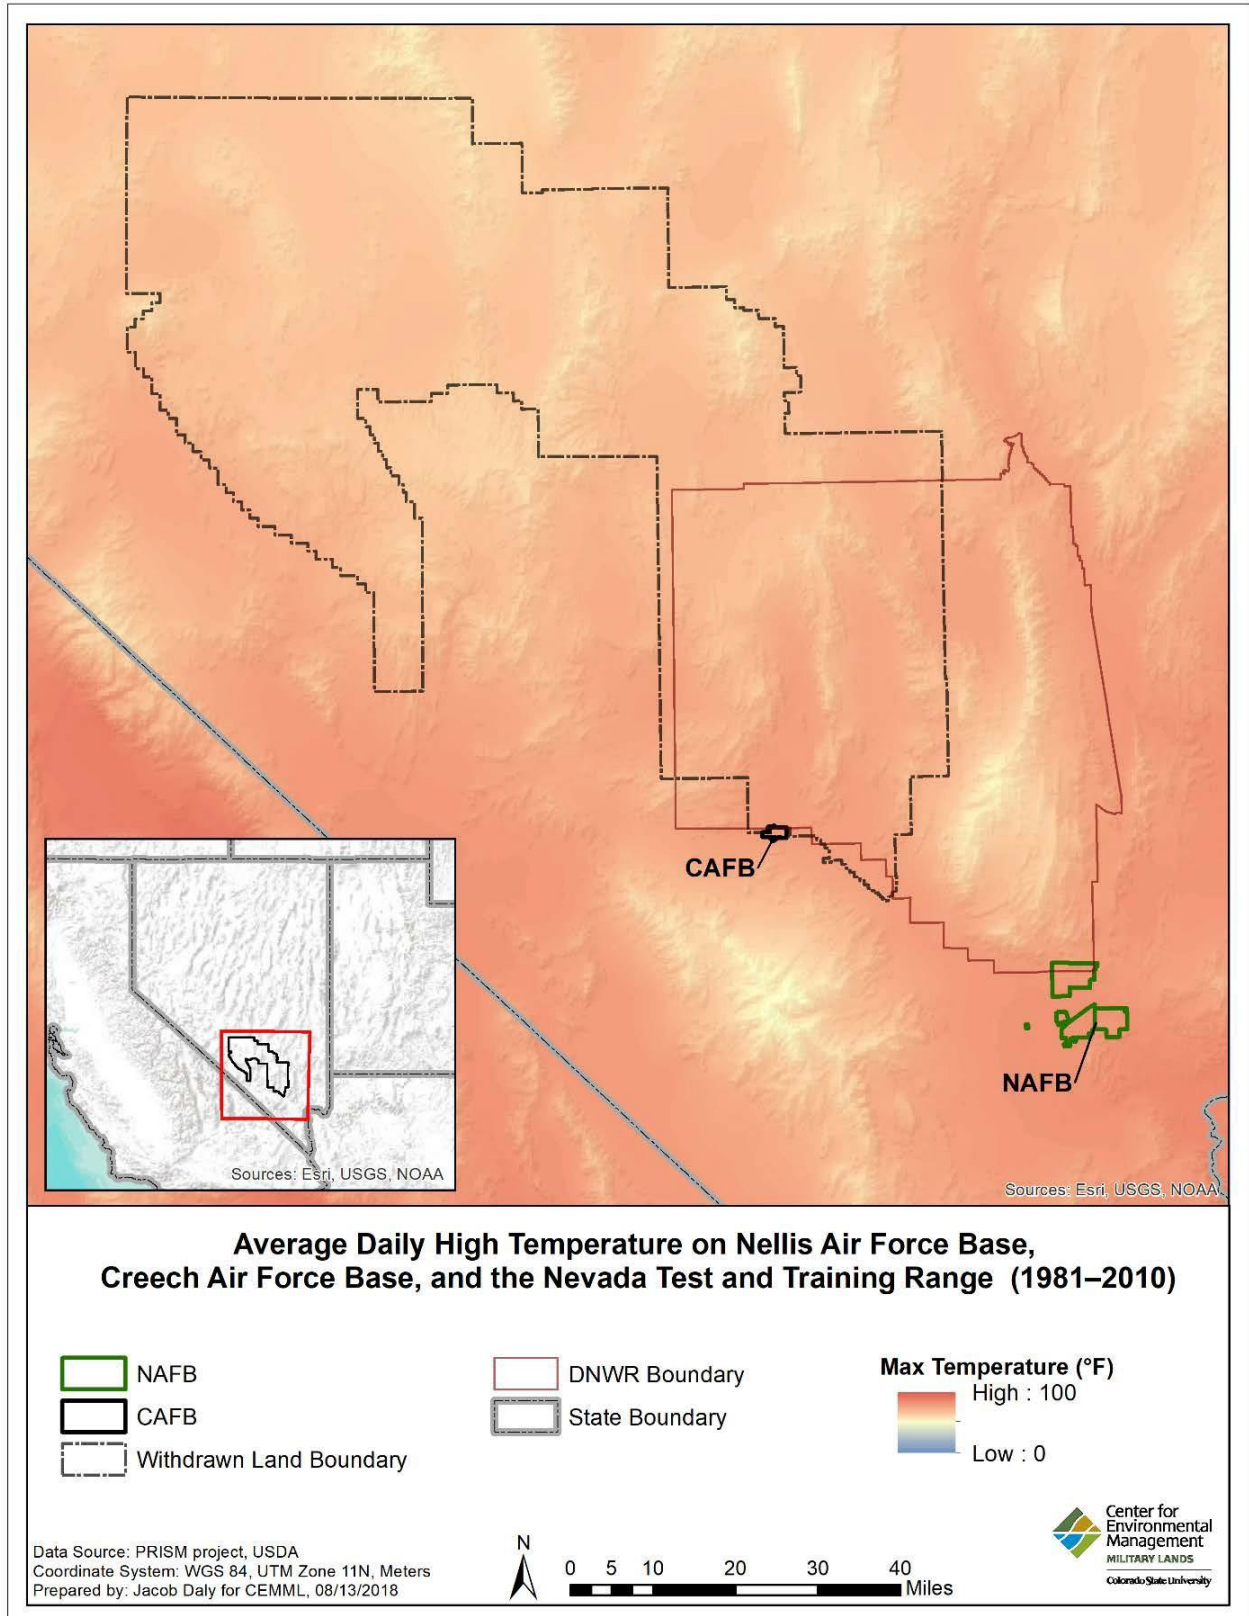 CAFB
NAFB
Sources: Esri, USGS, NOAA
Sources: Esri, USGS, NOAA
Average Daily High Temperature on Nellis Air Force Base,
Creech Air Force Base, and the Nevada Test and Training Range (1981–2010)
NAFB
CAFB
Withdrawn Land Boundary
DNWR Boundary
State Boundary
Max Temperature (°F)
High : 100
Low : 0
Data Source: PRISM project, USDA
Coordinate System: WGS 84, UTM Zone 11N, Meters
Prepared by: Jacob Daly for CEMML, 08/13/2018
N
0 5 10 20 30 40
Miles
Center for
Environmental
Management
MILITARY LANDS
Colorado State University